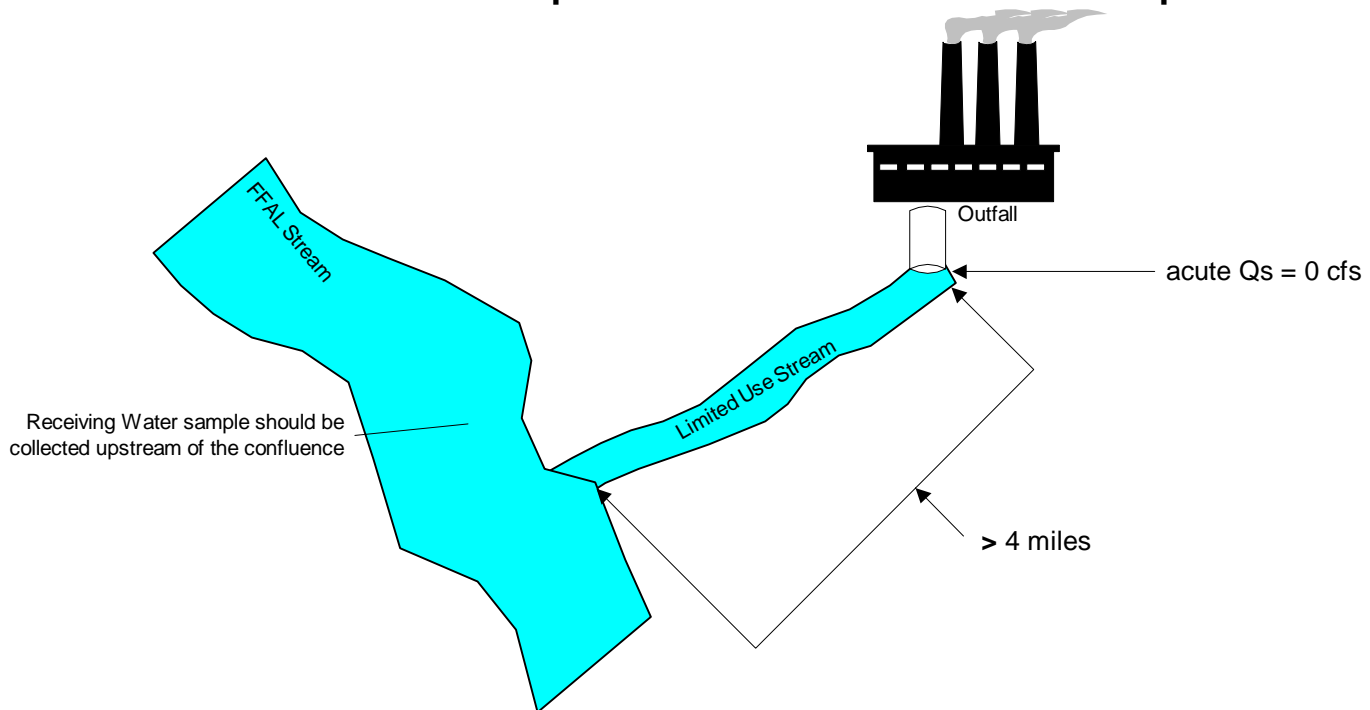 Outfall
FFAL Stream
acute Qs = 0 cfs
Limited Use Stream
Receiving Water sample should be
collected upstream of the confluence
> 4 miles